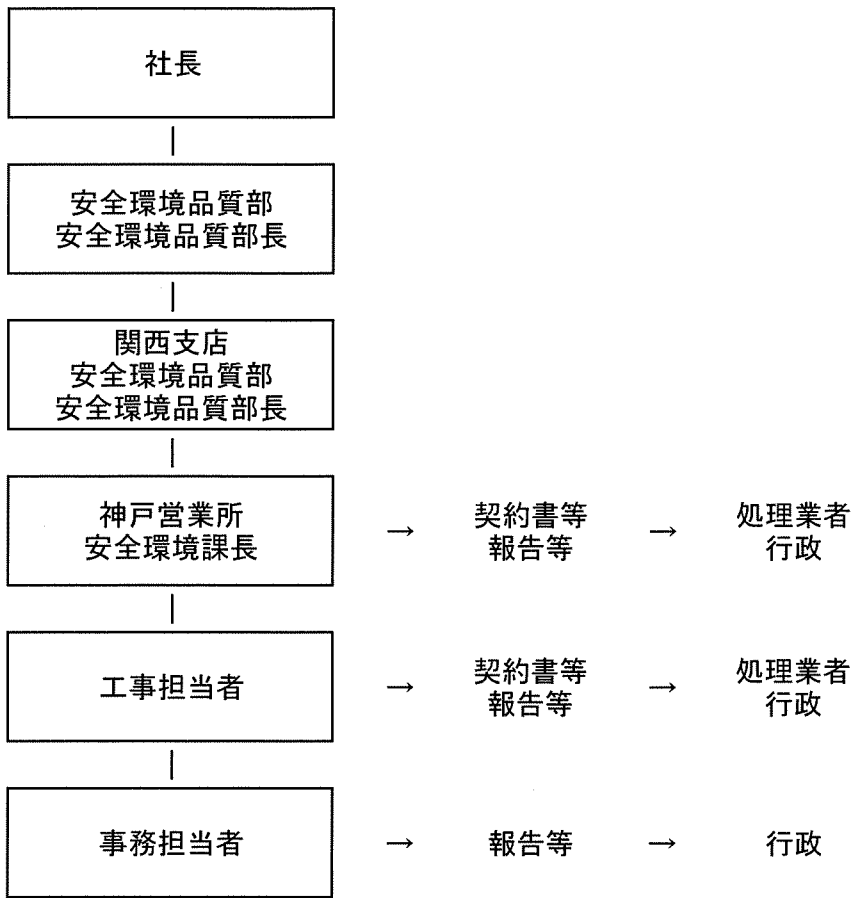 社長
安全環境品質部
安全環境品質部長
関西支店
安全環境品質部
安全環境品質部長
神戸営業所
安全環境課長
→
契約書等
報告等
→
処理業者
行政
工事担当者
→
契約書等
報告等
→
処理業者
行政
事務担当者
→
報告等
→
行政